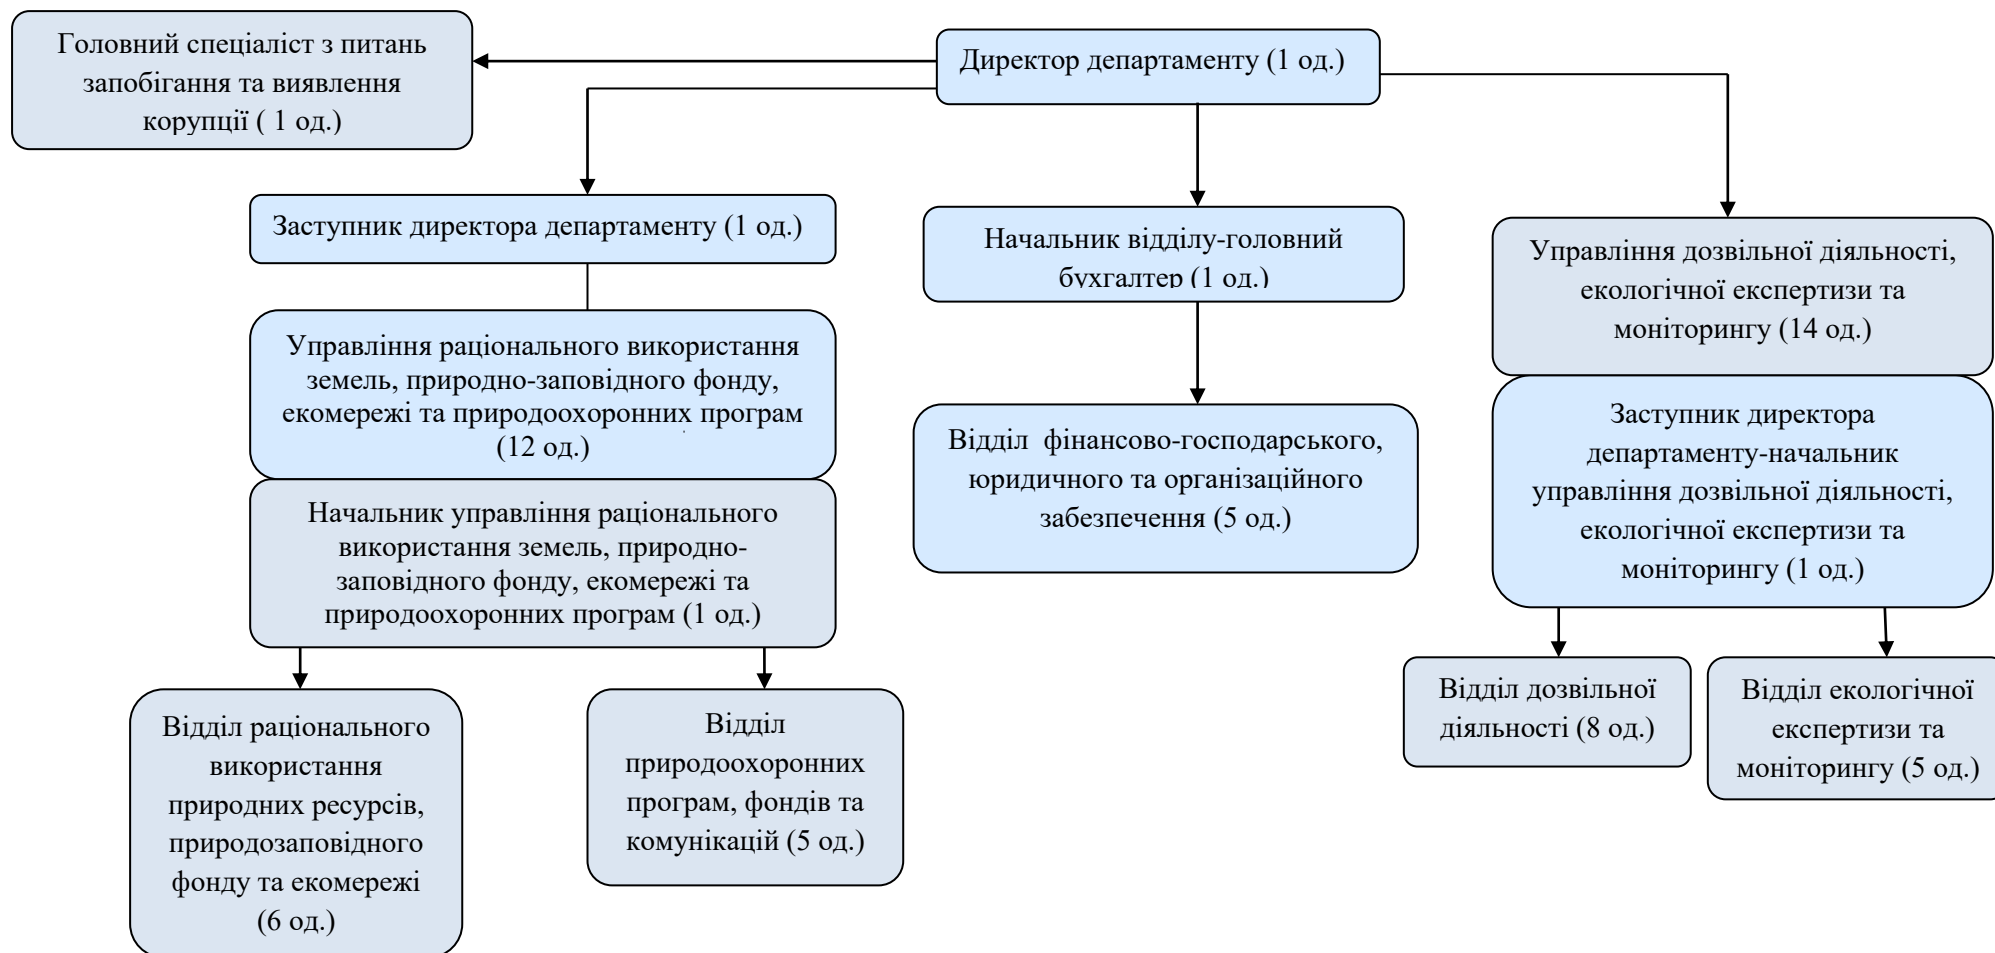 Головний спеціаліст з питань
запобігання та виявлення
корупції ( 1 од.)
Директор департаменту (1 од.)
Заступник директора департаменту (1 од.)
Начальник відділу-головний
бухгалтер (1 од.)
Управління дозвільної діяльності,
екологічної експертизи та
моніторингу (14 од.)
Управління раціонального використання
земель, природно-заповідного фонду,
екомережі та природоохоронних програм
(12 од.)
Начальник управління раціонального
використання земель, природно-
заповідного фонду, екомережі та
природоохоронних програм (1 од.)
Відділ  фінансово-господарського,
юридичного та організаційного
забезпечення (5 од.)
Заступник директора
департаменту-начальник
управління дозвільної діяльності,
екологічної експертизи та
моніторингу (1 од.)
Відділ раціонального
використання
природних ресурсів,
природозаповідного
фонду та екомережі
(6 од.)
Відділ
природоохоронних
програм, фондів та
комунікацій (5 од.)
Відділ дозвільної
діяльності (8 од.)
Відділ екологічної
експертизи та
моніторингу (5 од.)